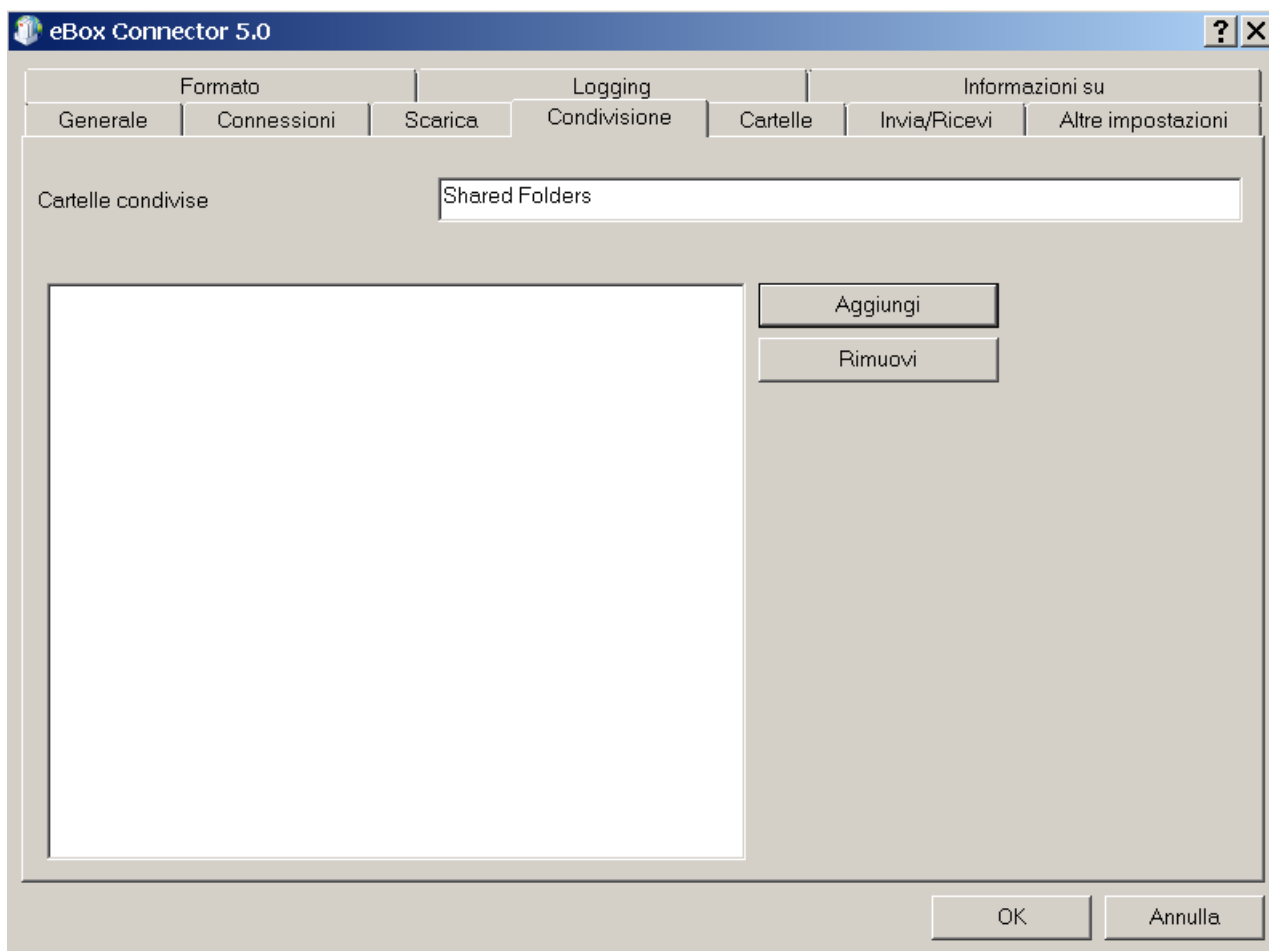 eBox Connector 5.0
Formato Logging Informazioni su
Generale Connessioni Scarica Condivisione Cartelle Invia/Ricevi Altre impostazioni
Cartelle condivise Shared Folders
Aggiungi
Rimuovi
OK Annulla